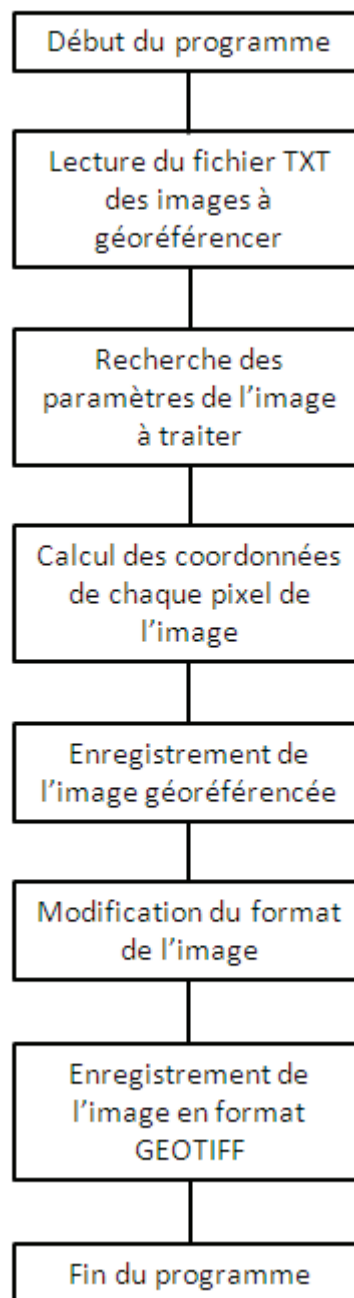 Début du programme
Lecture du fichier TXT
des images à
géoréférencer
Recherche des
paramètres de l’image
à traiter
Calcul des coordonnées
de chaque pixel de
l’image
Enregistrement de
l’image géoréférencée
Modification du format
de l’image
Enregistrement de
l’image en format
GEOTIFF
Fin du programme